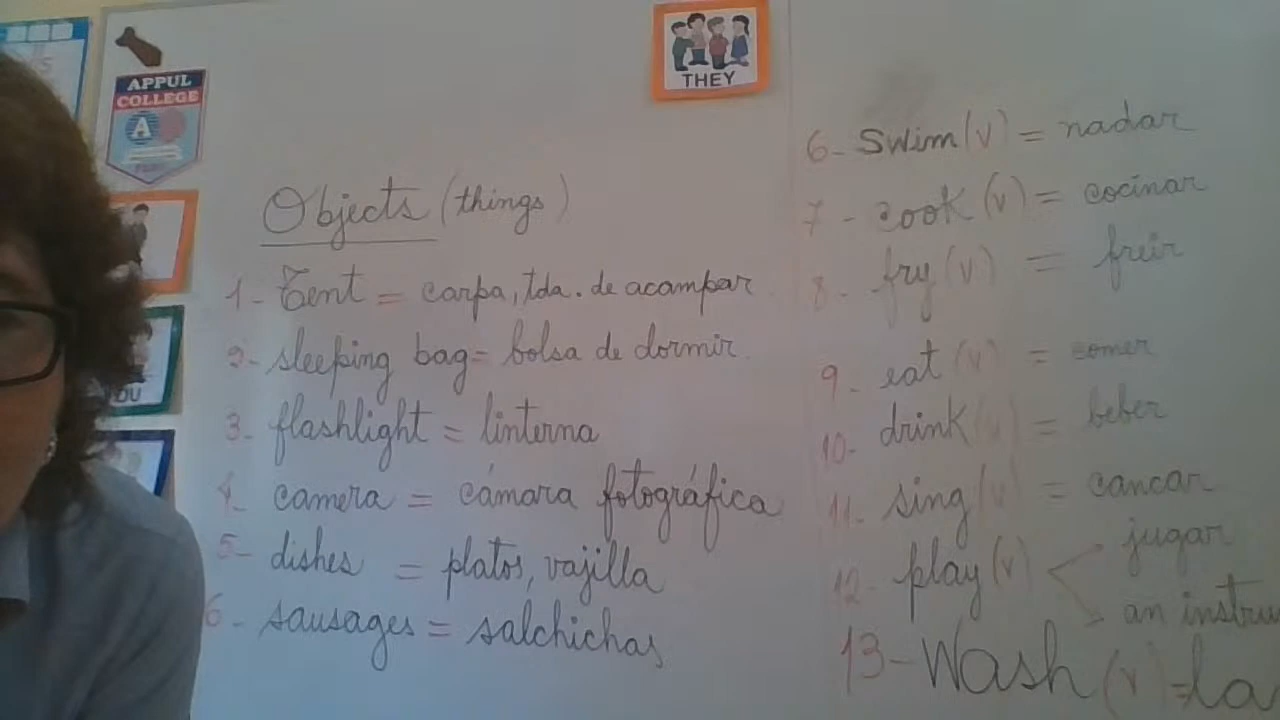 APPUL
COLLEGE
A
THEY
OU
Objects (things)
1- Tent = carpa, tda. de acampar
2- sleeping bag = bolsa de dormir
3- flashlight = linterna
4- camera = cámara fotográfica
5- dishes = platos, vajilla
6- sausages = salchichas
6- Swim (v) = nadar
7- cook (v) = cocinar
8- fry (v) = freír
9- eat (v) = comer
10- drink (v) = beber
11- sing (v) = cancar
12- play (v) < jugar
an instru
13- Wash (v) = la